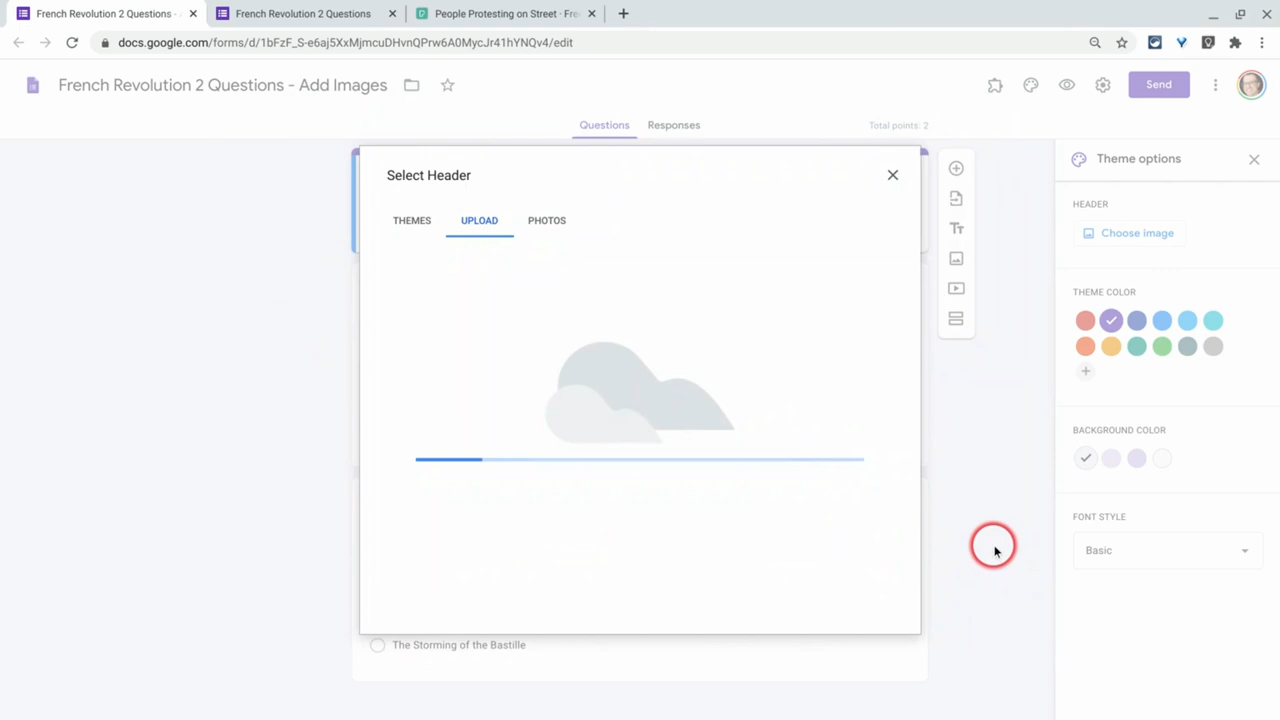 French Revolution 2 Questions -
French Revolution 2 Questions
People Protesting on Street · Fre
docs.google.com/forms/d/1bFzF_S-e6aj5XxMjmcuDHvnQPrw6A0MycJr41hYNQv4/edit
French Revolution 2 Questions - Add Images
Send
Questions
Responses
Total points: 2
Select Header
THEMES
UPLOAD
PHOTOS
Tт
The Storming of the Bastille
Theme options
HEADER
Choose image
THEME COLOR
BACKGROUND COLOR
FONT STYLE
Basic